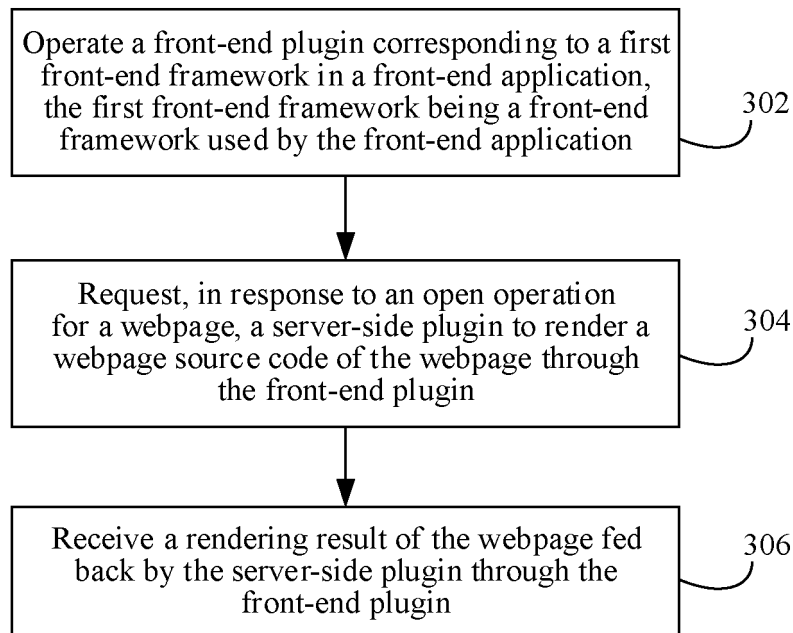 Operate a front-end plugin corresponding to a first
front-end framework in a front-end application,
the first front-end framework being a front-end
framework used by the front-end application
302
Request, in response to an open operation
for a webpage, a server-side plugin to render a
webpage source code of the webpage through
the front-end plugin
304
Receive a rendering result of the webpage fed
back by the server-side plugin through the
front-end plugin
306